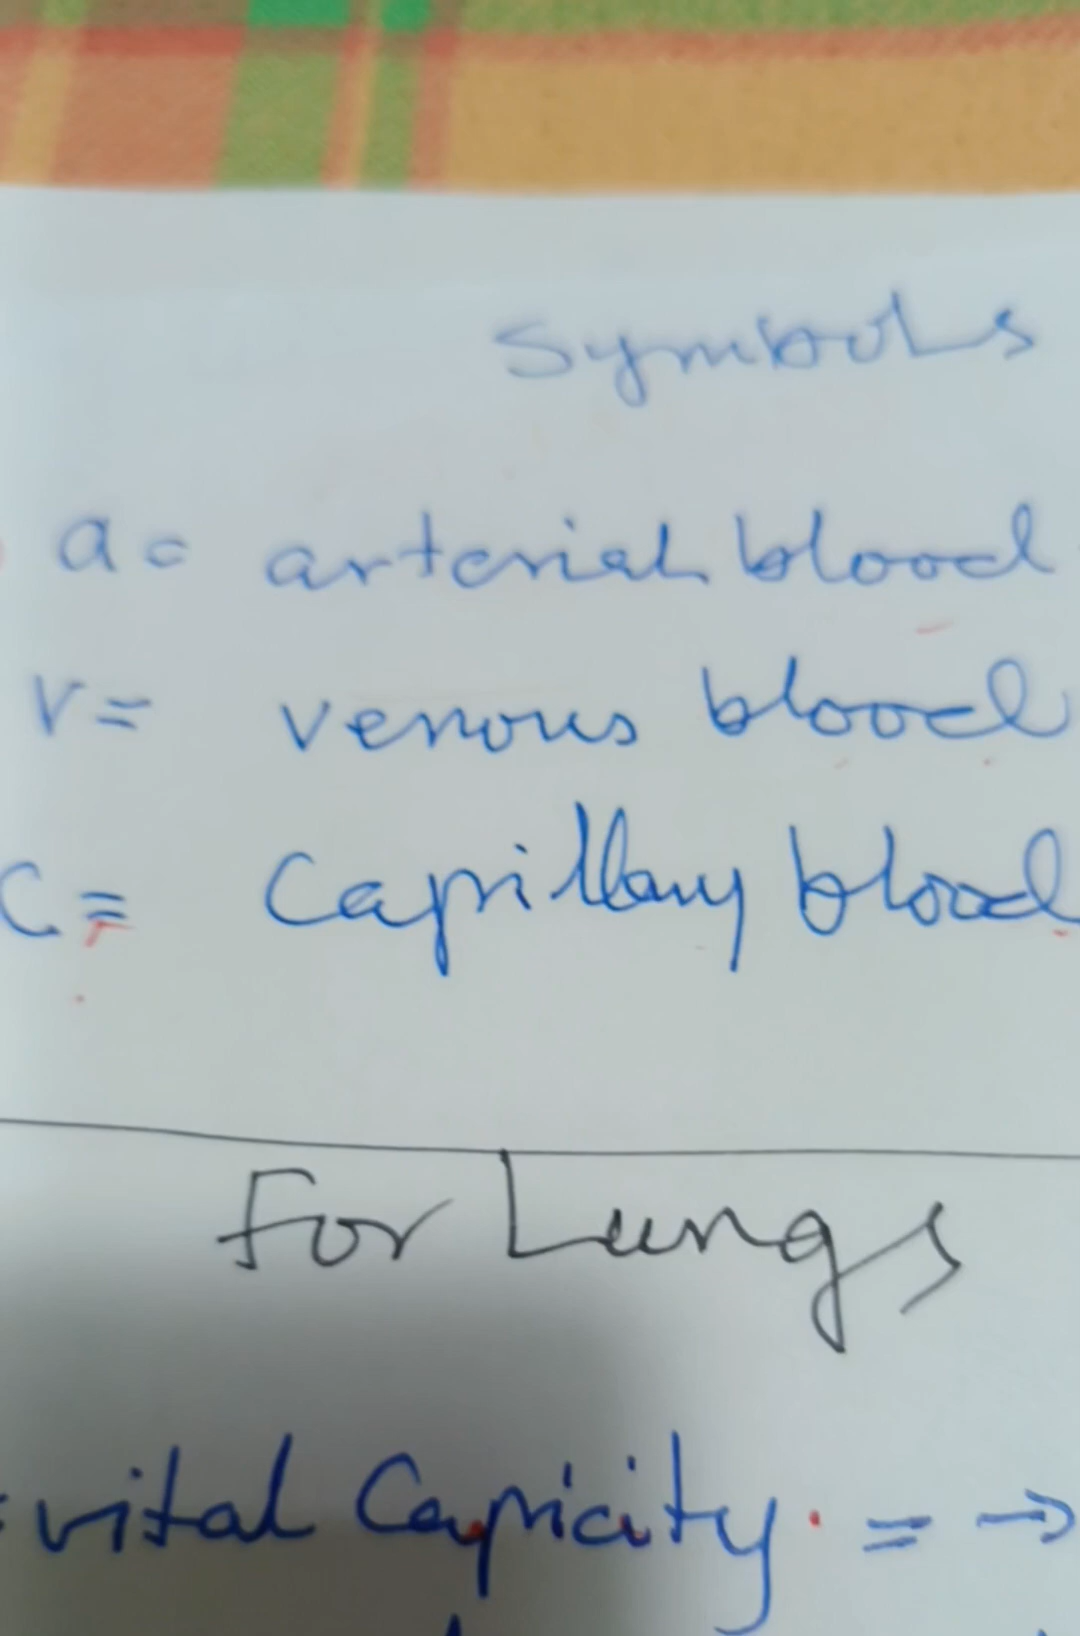 Symbols
a= arterial blood
V= venous blood
C= Capillary blood
For Lungs
=vital Capicity. = →